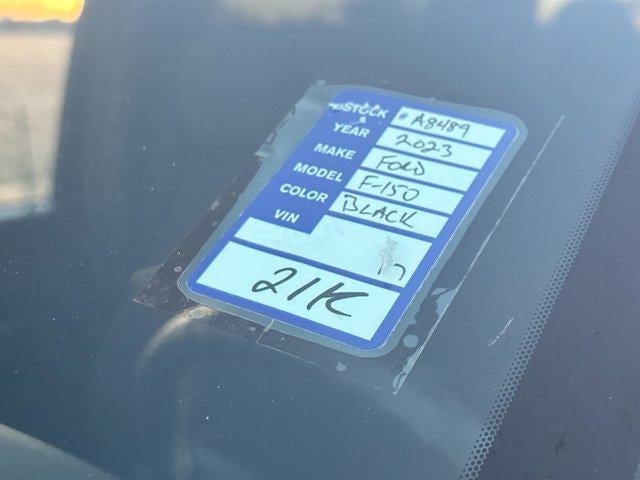 STOCK # A8489
YEAR 2023
MAKE FORD
MODEL F-150
COLOR BLACK
VIN
21K